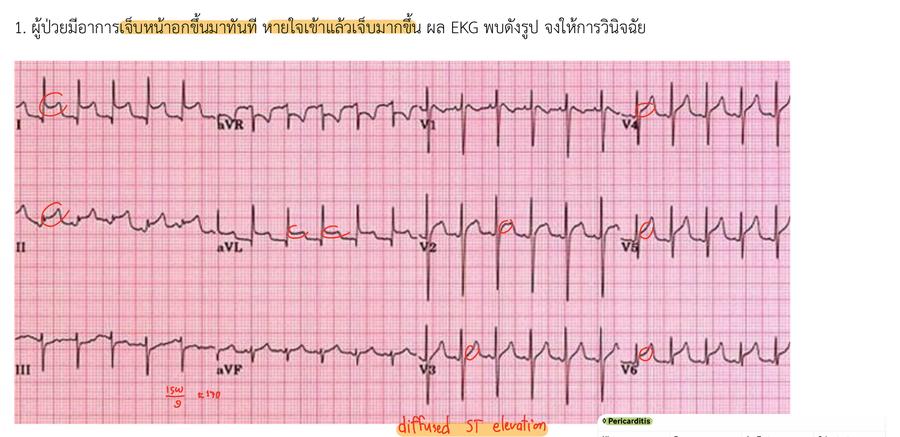 1. ผู้ป่วยมีอาการเจ็บหน้าอกขึ้นมาทันที หายใจเข้าแล้วเจ็บมากขึ้น ผล EKG พบดังรูป จงให้การวินิจฉัย
I aVR V1 V4
II aVL V2 V5
III aVF V3 V6
1500
9
diffused ST elevation
Pericarditis